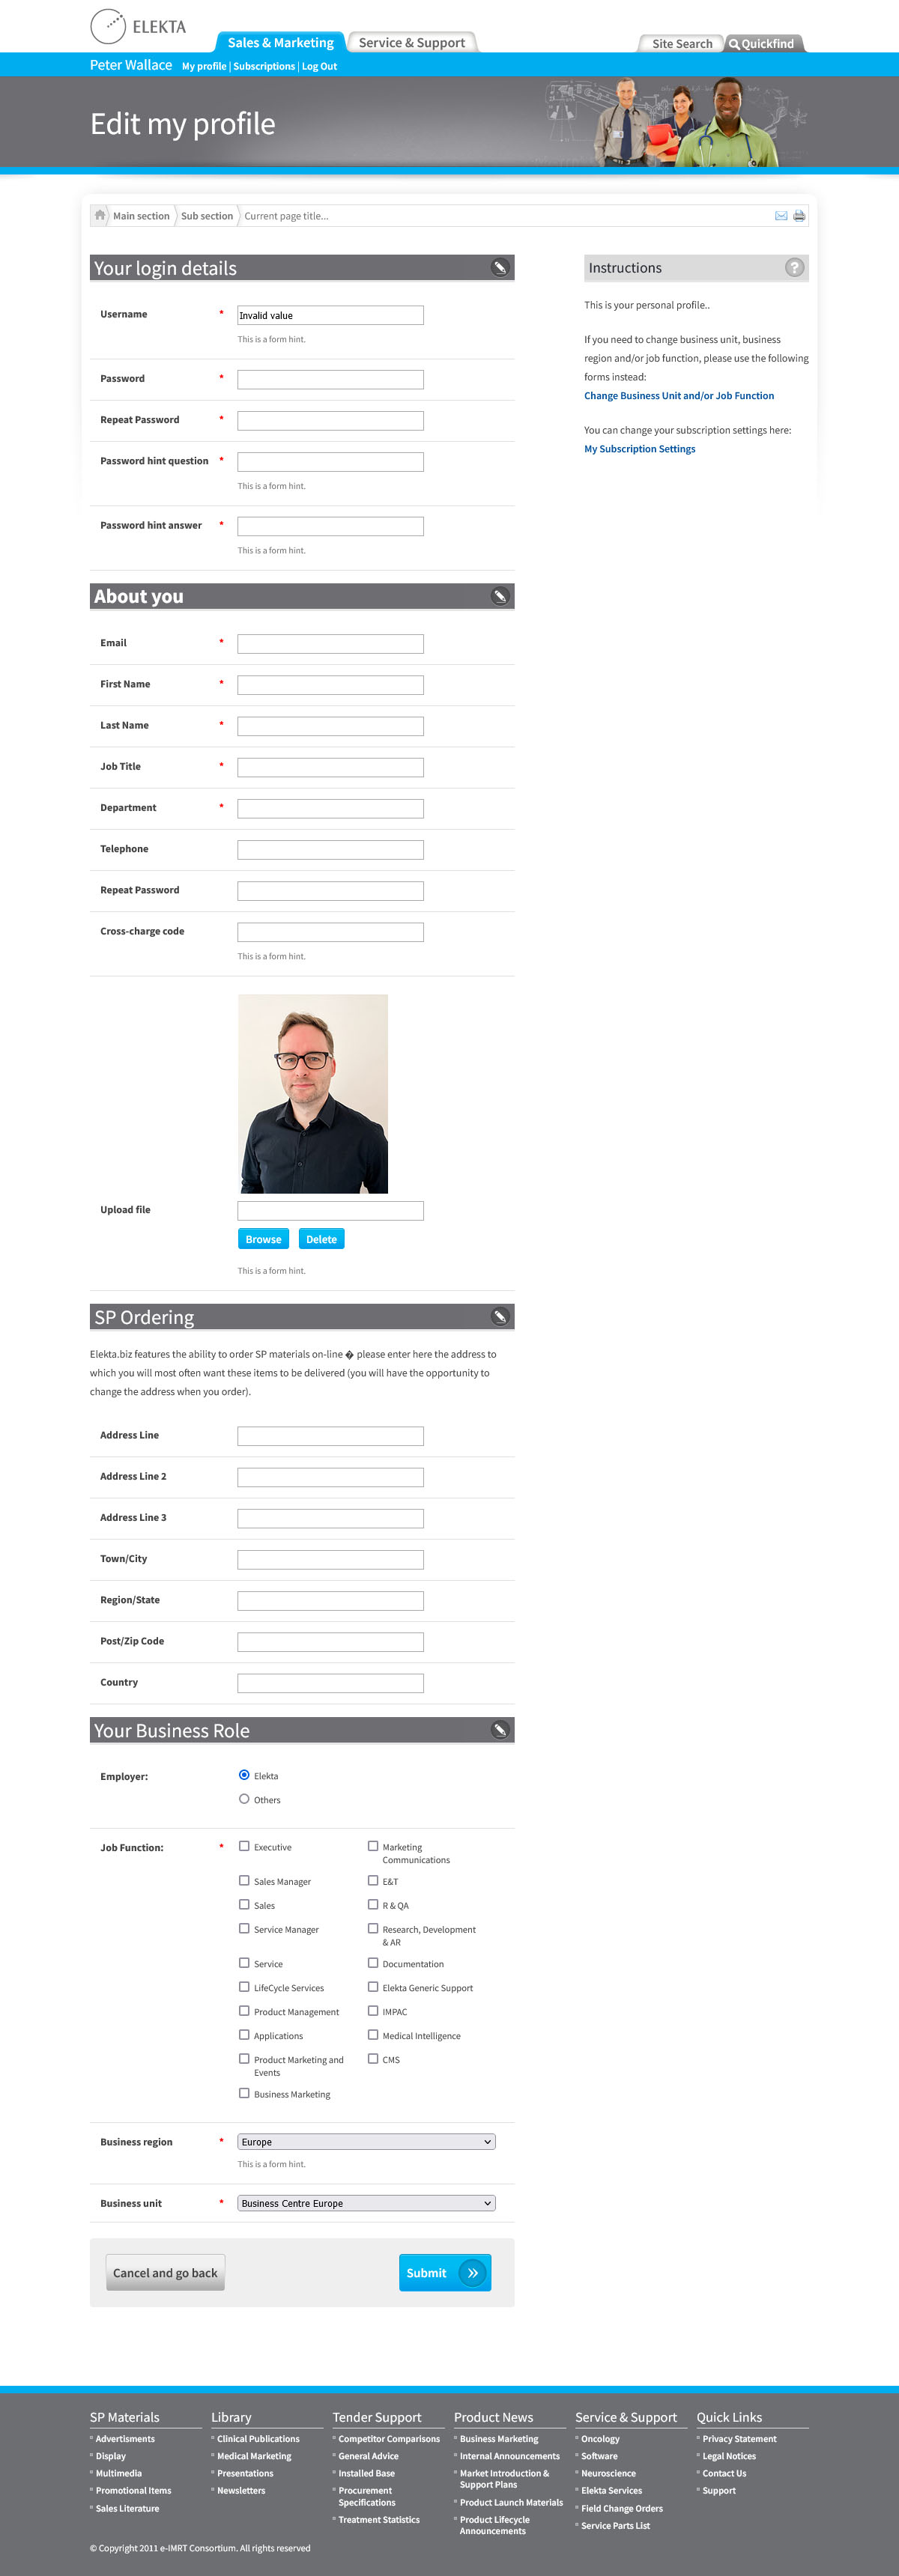 ELEKTA
Sales & Marketing
Service & Support
Site Search
Quickfind
Peter Wallace My profile | Subscriptions | Log Out
Edit my profile
Main section Sub section Current page title...
Your login details
Username *
Invalid value
This is a form hint.
Password *
Repeat Password *
Password hint question *
This is a form hint.
Password hint answer *
This is a form hint.
Instructions
?
This is your personal profile..
If you need to change business unit, business
region and/or job function, please use the following
forms instead:
Change Business Unit and/or Job Function
You can change your subscription settings here:
My Subscription Settings
About you
Email *
First Name *
Last Name *
Job Title *
Department *
Telephone
Repeat Password
Cross-charge code
This is a form hint.
Upload file
Browse Delete
This is a form hint.
SP Ordering
Elekta.biz features the ability to order SP materials on-line � please enter here the address to
which you will most often want these items to be delivered (you will have the opportunity to
change the address when you order).
Address Line
Address Line 2
Address Line 3
Town/City
Region/State
Post/Zip Code
Country
Your Business Role
Employer:
Elekta
Others
Job Function: *
Executive
Sales Manager
Sales
Service Manager
Service
LifeCycle Services
Product Management
Applications
Product Marketing and
Events
Business Marketing
Marketing
Communications
E&T
R & QA
Research, Development
& AR
Documentation
Elekta Generic Support
IMPAC
Medical Intelligence
CMS
Business region *
Europe
This is a form hint.
Business unit *
Business Centre Europe
Cancel and go back
Submit »
SP Materials
Advertisments
Display
Multimedia
Promotional Items
Sales Literature
Library
Clinical Publications
Medical Marketing
Presentations
Newsletters
Tender Support
Competitor Comparisons
General Advice
Installed Base
Procurement
Specifications
Treatment Statistics
Product News
Business Marketing
Internal Announcements
Market Introduction &
Support Plans
Product Launch Materials
Product Lifecycle
Announcements
Service & Support
Oncology
Software
Neuroscience
Elekta Services
Field Change Orders
Service Parts List
Quick Links
Privacy Statement
Legal Notices
Contact Us
Support
© Copyright 2011 e-IMRT Consortium. All rights reserved